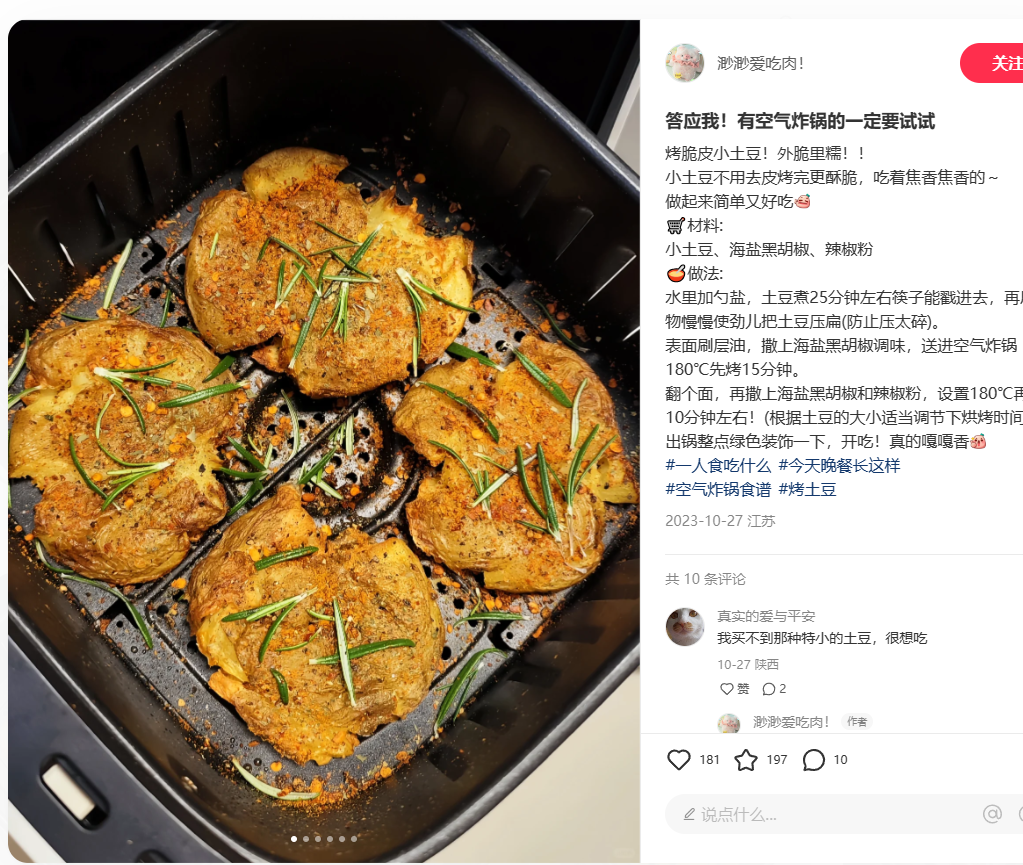 渺渺爱吃肉！
关注
答应我！有空气炸锅的一定要试试
烤脆皮小土豆！外脆里糯！！
小土豆不用去皮烤完更酥脆，吃着焦香焦香的～
做起来简单又好吃
材料:
小土豆、海盐黑胡椒、辣椒粉
做法:
水里加勺盐，土豆煮25分钟左右筷子能戳进去，再
物慢慢使劲儿把土豆压扁(防止压太碎)。
表面刷层油，撒上海盐黑胡椒调味，送进空气炸锅
180℃先烤15分钟。
翻个面，再撒上海盐黑胡椒和辣椒粉，设置180℃再
10分钟左右！(根据土豆的大小适当调节下烘烤时间
出锅整点绿色装饰一下，开吃！真的嘎嘎香
#一人食吃什么 #今天晚餐长这样
#空气炸锅食谱 #烤土豆
2023-10-27 江苏
共 10 条评论
真实的爱与平安
我买不到那种特小的土豆，很想吃
10-27 陕西
赞 2
渺渺爱吃肉！ 作者
181 197 10
说点什么... @